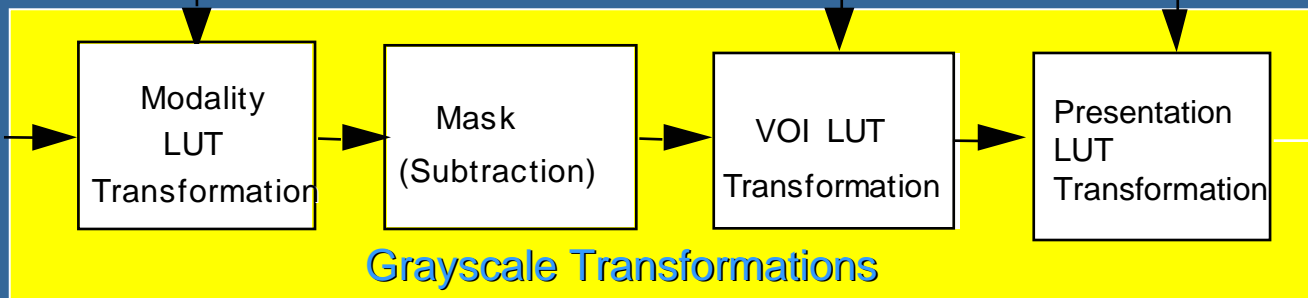 Modality
LUT
Transformation
Mask
(Subtraction)
VOI LUT
Transformation
Presentation
LUT
Transformation
Grayscale Transformations